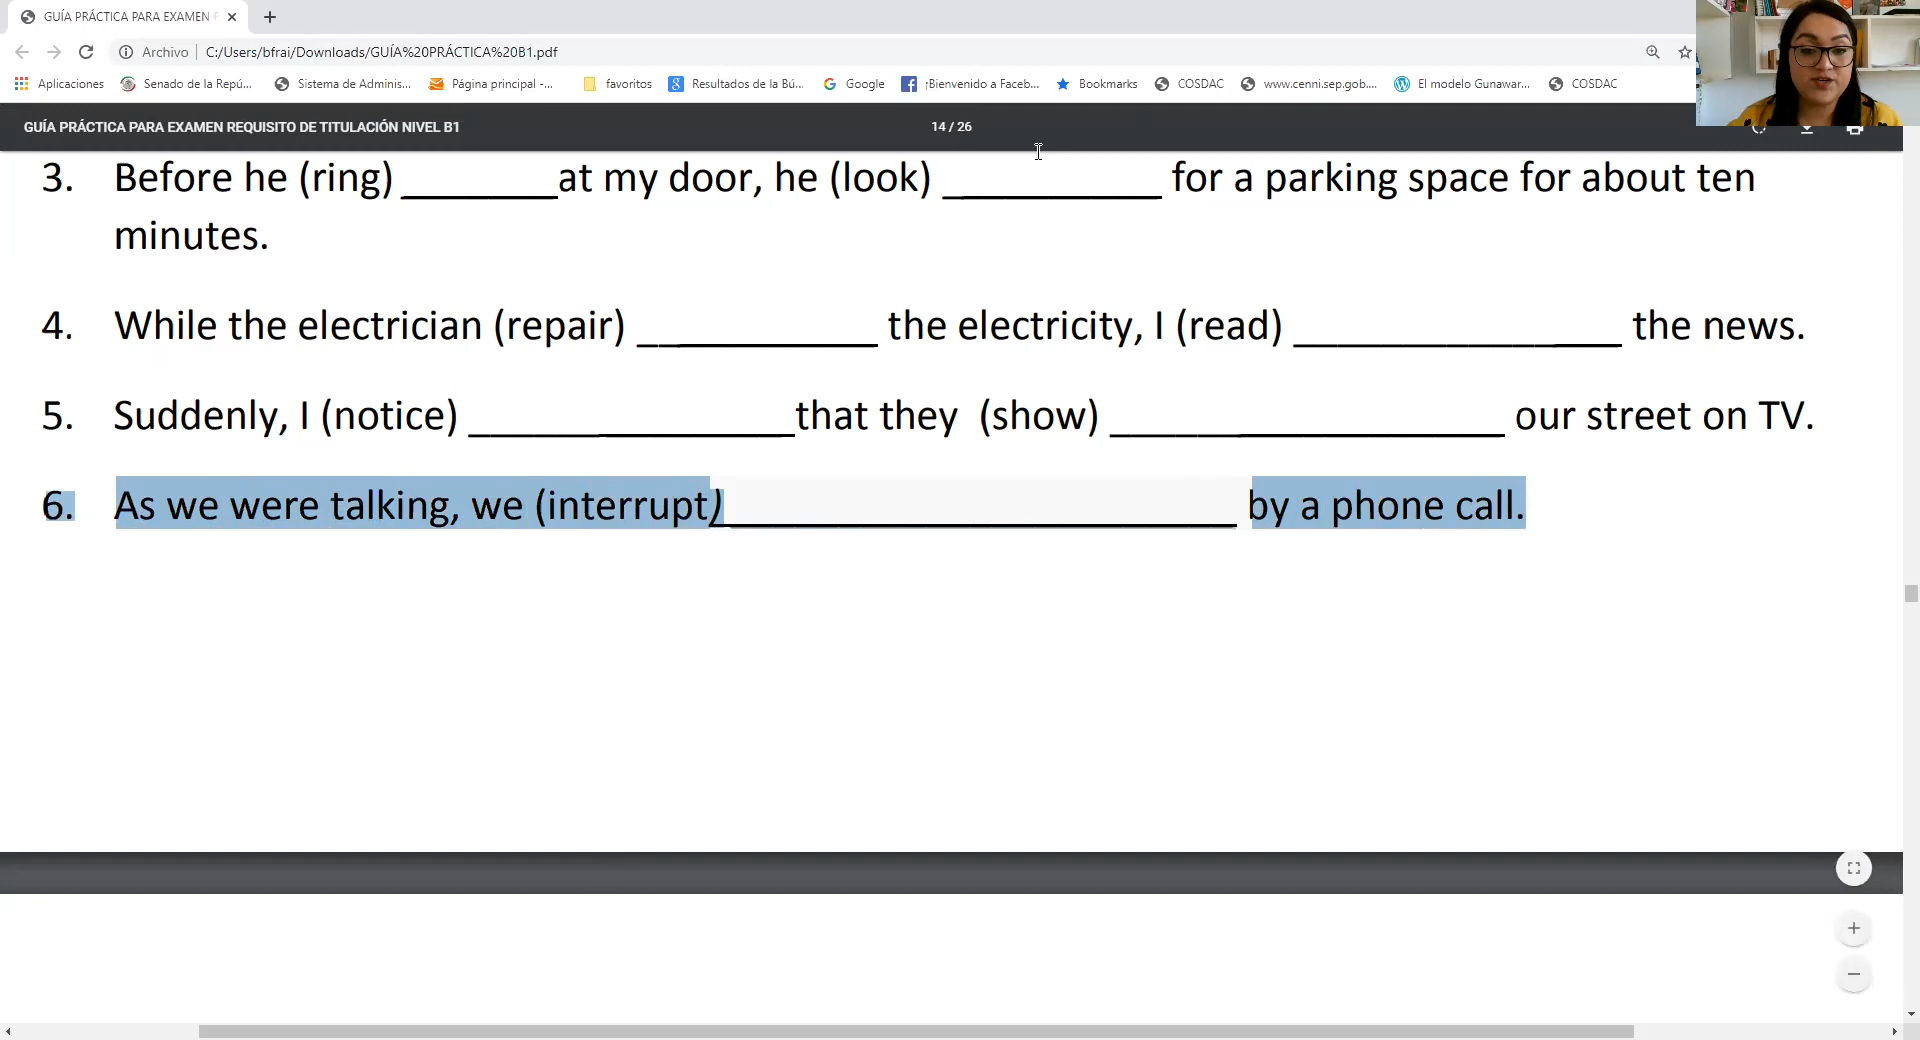 GUÍA PRÁCTICA PARA EXAMEN
Archivo C:/Users/bfrai/Downloads/GUÍA%20PRÁCTICA%20B1.pdf
Aplicaciones Senado de la Repú... Sistema de Adminis... Página principal -... favoritos Resultados de la Bú... Google ¡Bienvenido a Faceb... Bookmarks COSDAC www.cenni.sep.gob.... El modelo Gunawar... COSDAC
GUÍA PRÁCTICA PARA EXAMEN REQUISITO DE TITULACIÓN NIVEL B1 14 / 26
3. Before he (ring) ________at my door, he (look) ___________ for a parking space for about ten
minutes.
4. While the electrician (repair) ____________ the electricity, I (read) _________________ the news.
5. Suddenly, I (notice) _________________that they (show) ____________________ our street on TV.
6. As we were talking, we (interrupt)__________________________ by a phone call.